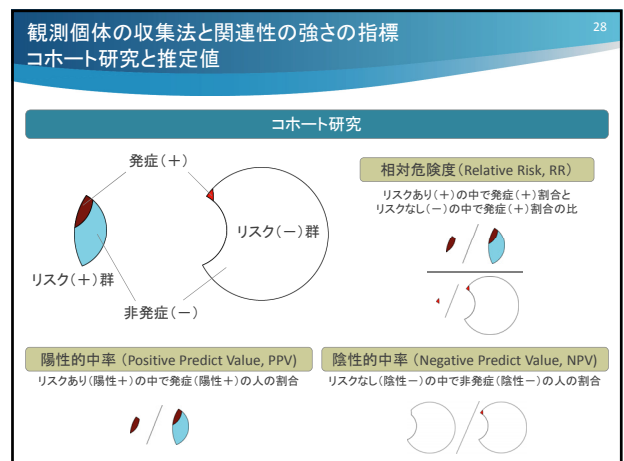 観測個体の収集法と関連性の強さの指標
コホート研究と推定値
28
コホート研究
発症(+)
リスク(-)群
リスク(+)群
非発症(-)
相対危険度(Relative Risk, RR)
リスクあり(+)の中で発症(+)割合と
リスクなし(-)の中で発症(+)割合の比
陽性的中率 (Positive Predict Value, PPV)
リスクあり(陽性+)の中で発症(陽性+)の人の割合
陰性的中率 (Negative Predict Value, NPV)
リスクなし(陰性-)の中で非発症(陰性-)の人の割合